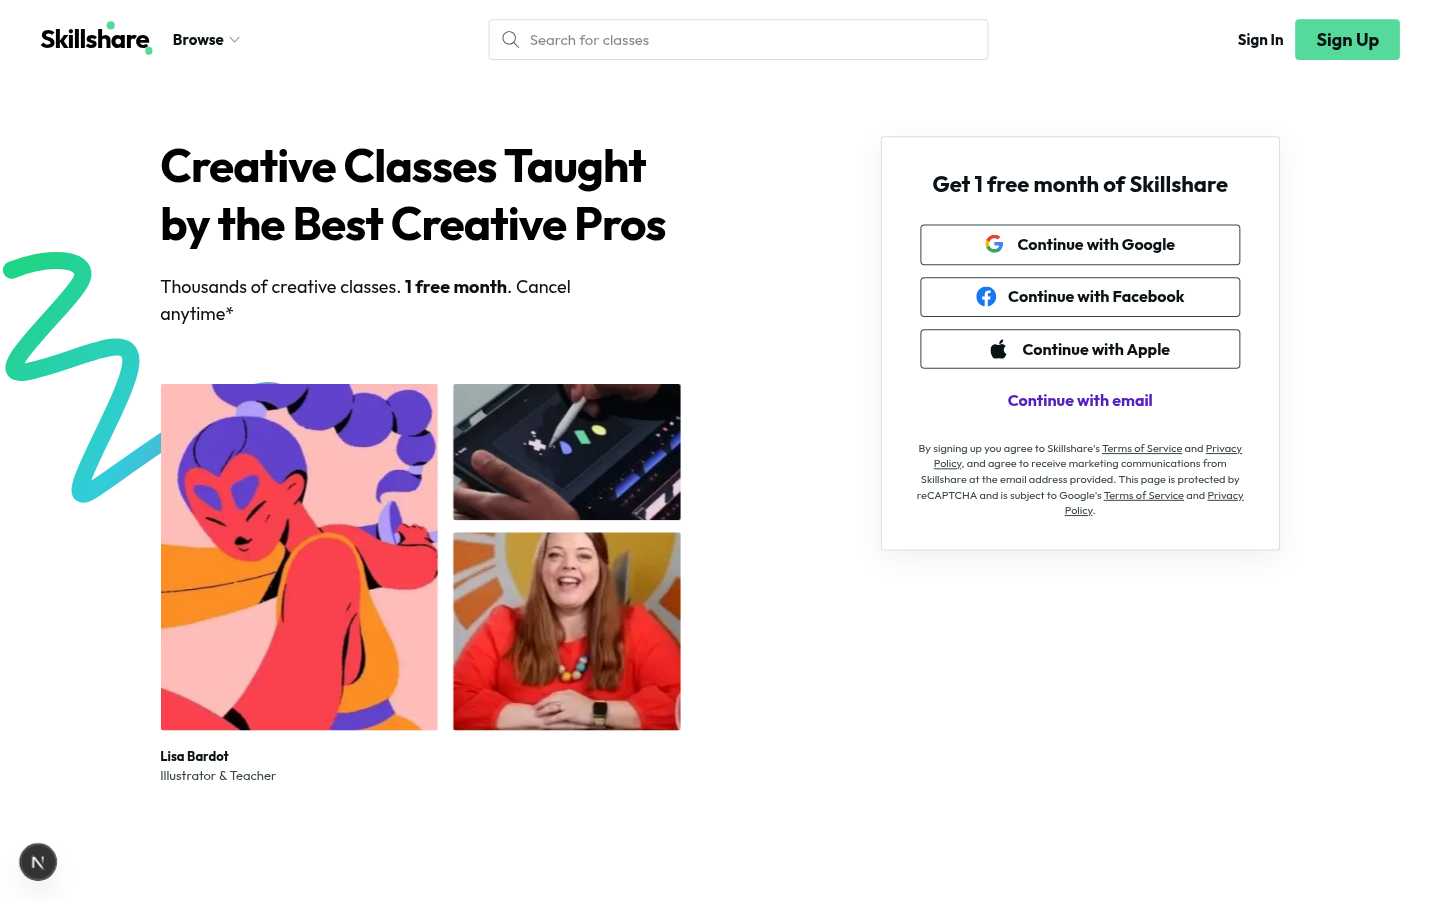 Skillshare
Browse
Search for classes
Sign In
Sign Up
Creative Classes Taught
by the Best Creative Pros
Thousands of creative classes. 1 free month. Cancel
anytime*
Lisa Bardot
Illustrator & Teacher
Get 1 free month of Skillshare
Continue with Google
Continue with Facebook
Continue with Apple
Continue with email
By signing up you agree to Skillshare's Terms of Service and Privacy
Policy, and agree to receive marketing communications from
Skillshare at the email address provided. This page is protected by
reCAPTCHA and is subject to Google's Terms of Service and Privacy
Policy.
N